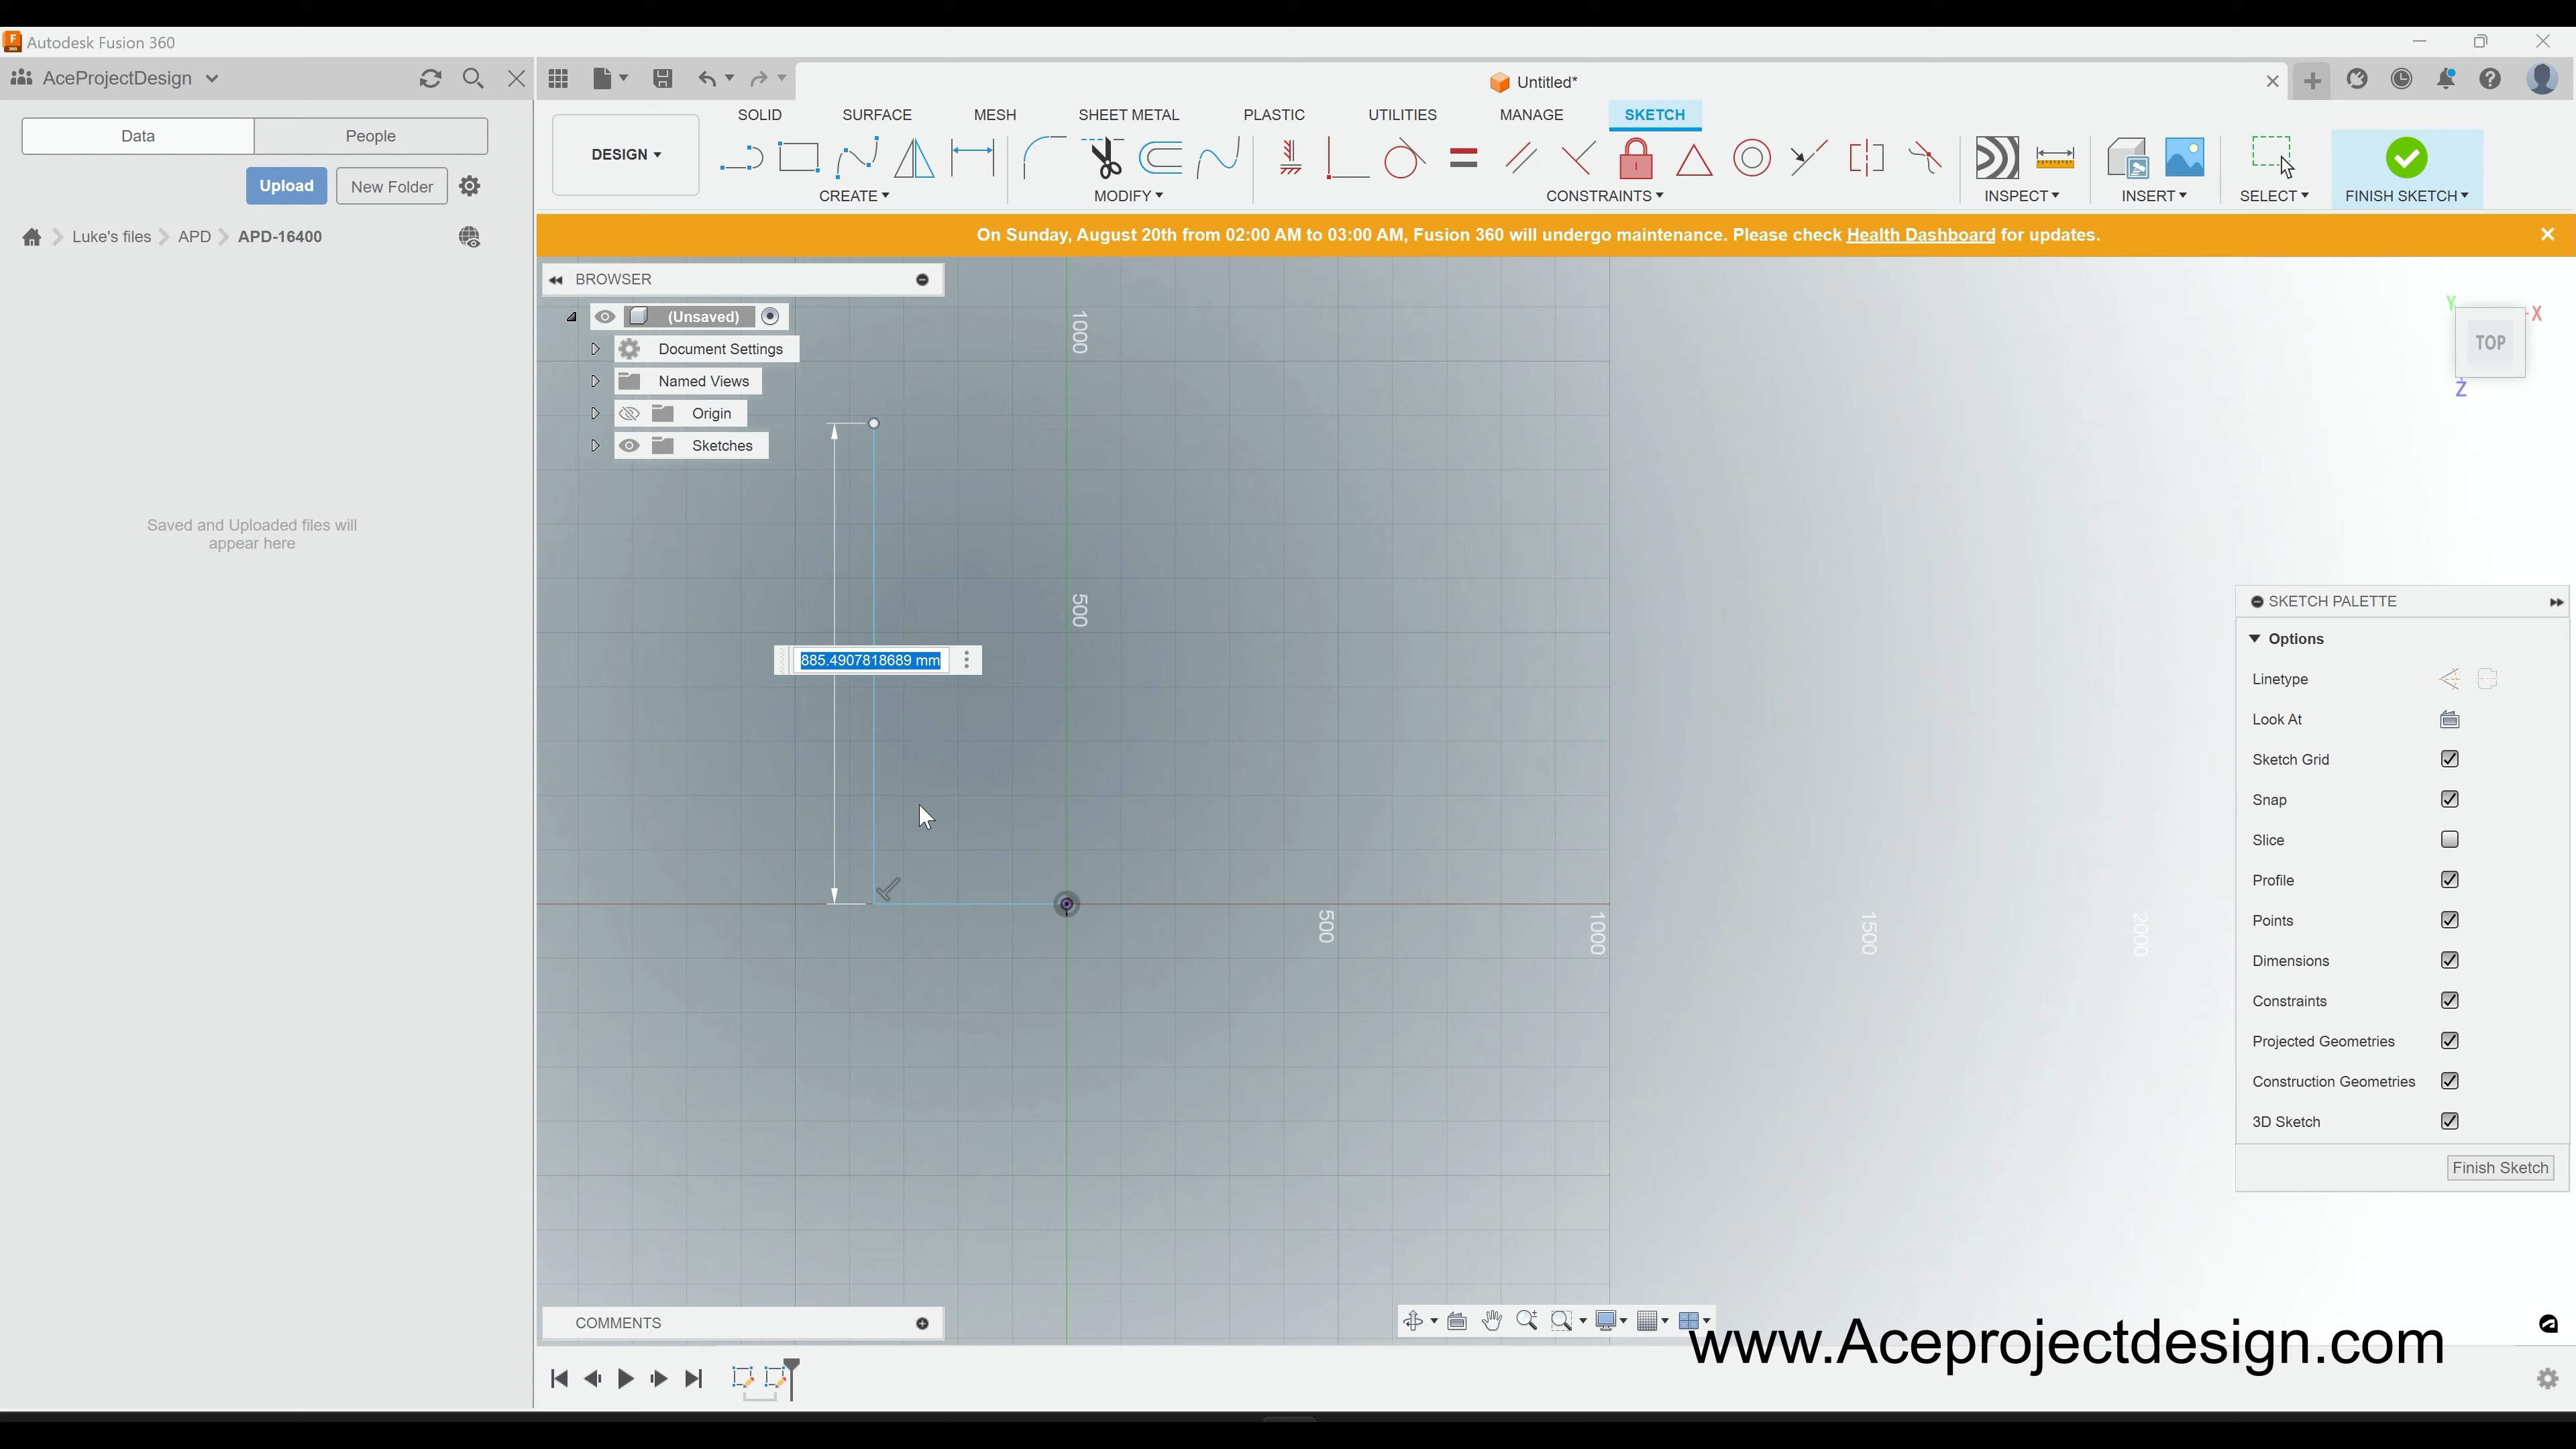 Autodesk Fusion 360
AceProjectDesign
Untitled*
Data
People
Upload
New Folder
Luke's files
APD
APD-16400
Saved and Uploaded files will
appear here
SOLID
SURFACE
MESH
SHEET METAL
PLASTIC
UTILITIES
MANAGE
SKETCH
DESIGN
CREATE
MODIFY
CONSTRAINTS
INSPECT
INSERT
SELECT
FINISH SKETCH
On Sunday, August 20th from 02:00 AM to 03:00 AM, Fusion 360 will undergo maintenance. Please check Health Dashboard for updates.
BROWSER
(Unsaved)
Document Settings
Named Views
Origin
Sketches
1000
500
885.4907818689 mm
500
1000
1500
2000
Y
X
TOP
Z
SKETCH PALETTE
Options
Linetype
Look At
Sketch Grid
Snap
Slice
Profile
Points
Dimensions
Constraints
Projected Geometries
Construction Geometries
3D Sketch
Finish Sketch
COMMENTS
www.Aceprojectdesign.com